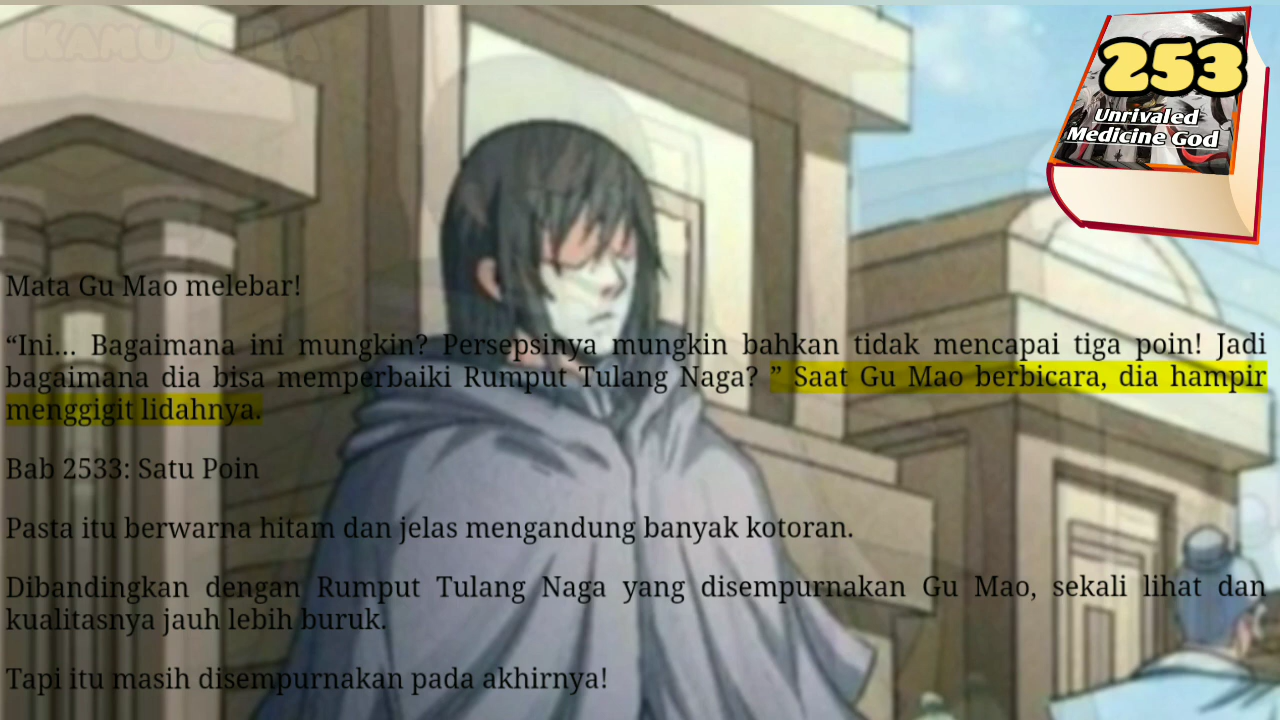 KAMU GILA
253
Unrivaled
Medicine God
Mata Gu Mao melebar!
“Ini... Bagaimana ini mungkin? Persepsinya mungkin bahkan tidak mencapai tiga poin! Jadi
bagaimana dia bisa memperbaiki Rumput Tulang Naga? ” Saat Gu Mao berbicara, dia hampir
menggigit lidahnya.
Bab 2533: Satu Poin
Pasta itu berwarna hitam dan jelas mengandung banyak kotoran.
Dibandingkan dengan Rumput Tulang Naga yang disempurnakan Gu Mao, sekali lihat dan
kualitasnya jauh lebih buruk.
Tapi itu masih disempurnakan pada akhirnya!